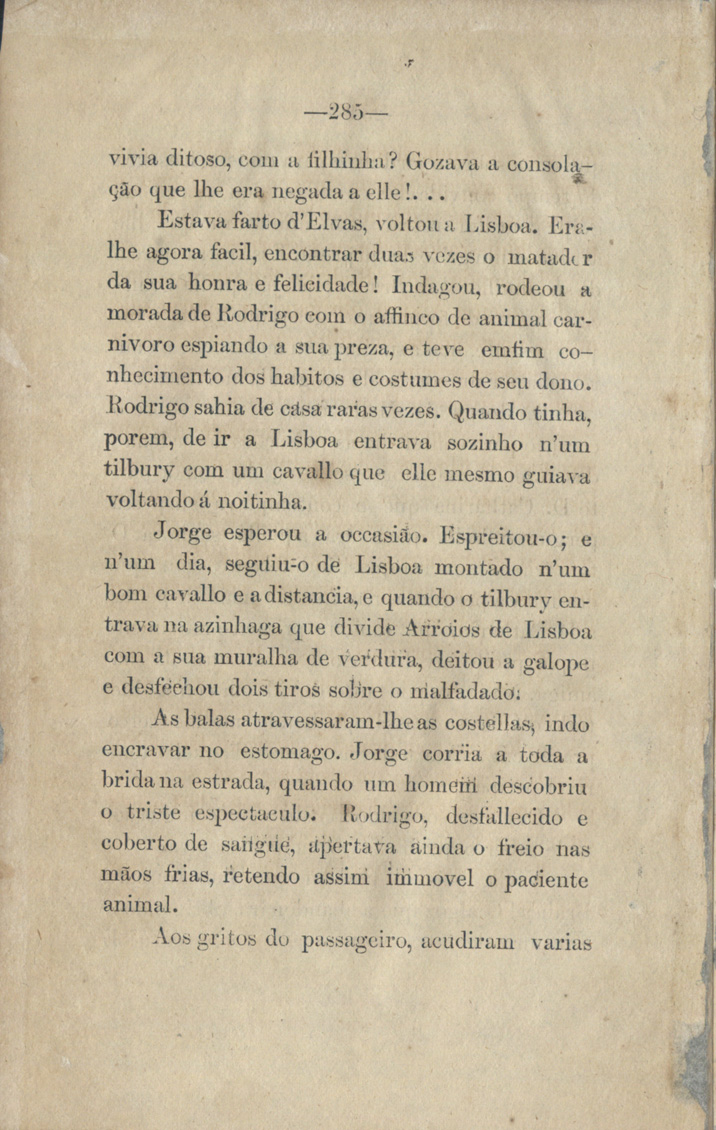 —285—
vivia ditoso, com a filhinha? Gozava a consola-
ção que lhe era negada a elle!...
Estava farto d'Elvas, voltou a Lisboa. Era-
lhe agora facil, encontrar duas vezes o matador
da sua honra e felicidade! Indagou, rodeou a
morada de Rodrigo com o affinco de animal car-
nivoro espiando a sua preza, e teve emfim co-
nhecimento dos habitos e costumes de seu dono.
Rodrigo sahia de casa raras vezes. Quando tinha,
porem, de ir a Lisboa entrava sozinho n'um
tilbury com um cavallo que elle mesmo guiava
voltando á noitinha.
Jorge esperou a occasião. Espreitou-o; e
n'um dia, seguiu-o de Lisboa montado n'um
bom cavallo e a distancia, e quando o tilbury en-
trava na azinhaga que divide Arroios de Lisboa
com a sua muralha de verdura, deitou a galope
e desfechou dois tiros sobre o malfadado.
As balas atravessaram-lhe as costellas, indo
encravar no estomago. Jorge corria a toda a
brida na estrada, quando um homem descobriu
o triste espectaculo. Rodrigo, desfallecido e
coberto de sangue, apertava ainda o freio nas
mãos frias, retendo assim immovel o paciente
animal.
Aos gritos do passageiro, acudiram varias